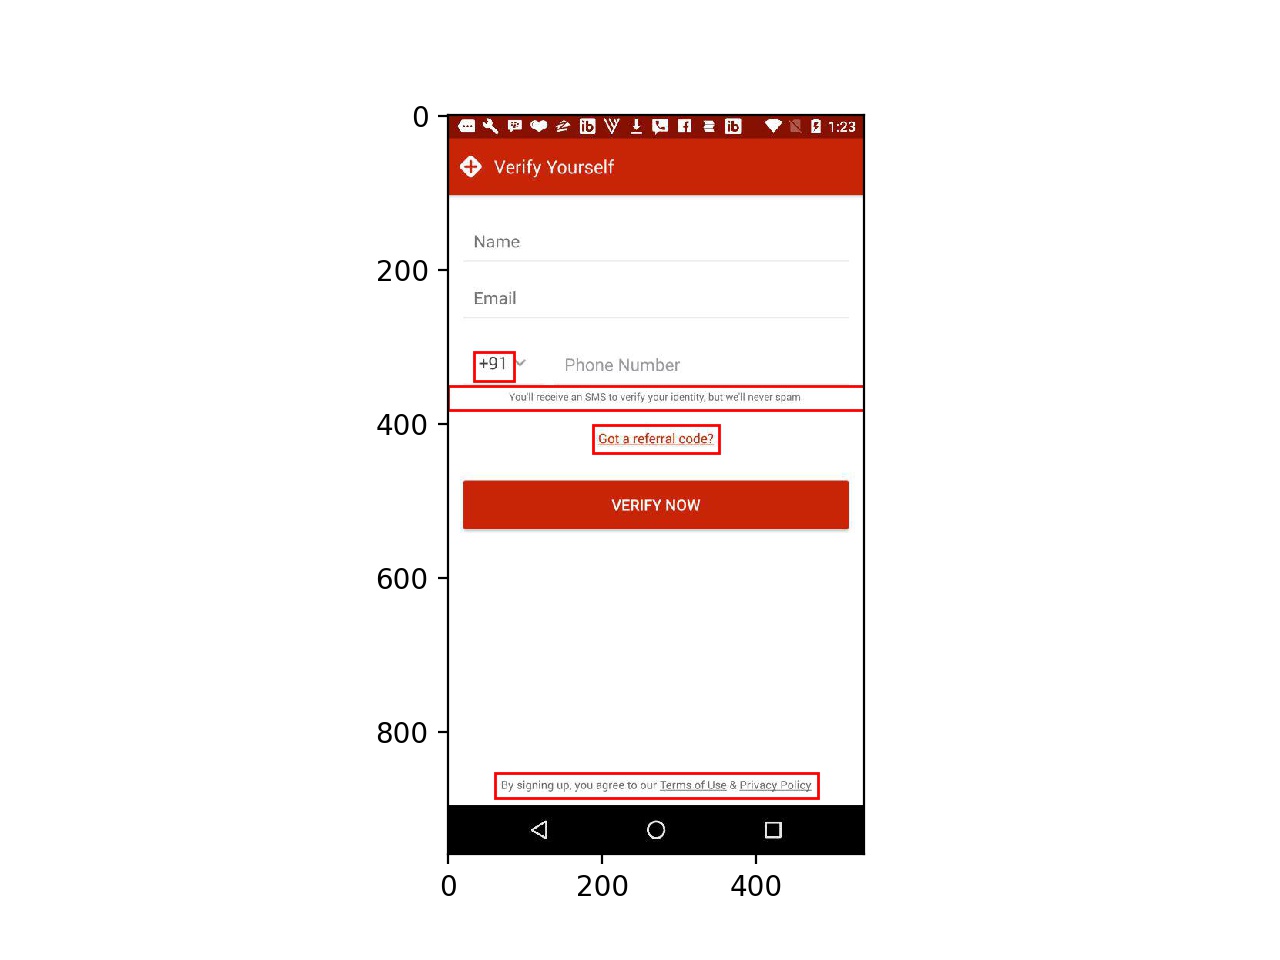 0
1:23
Verify Yourself
Name
200
Email
+91
Phone Number
You'll receive an SMS to verify your identity, but we'll never spam
400
Got a referral code?
VERIFY NOW
600
800
By signing up, you agree to our Terms of Use & Privacy Policy
0
200
400